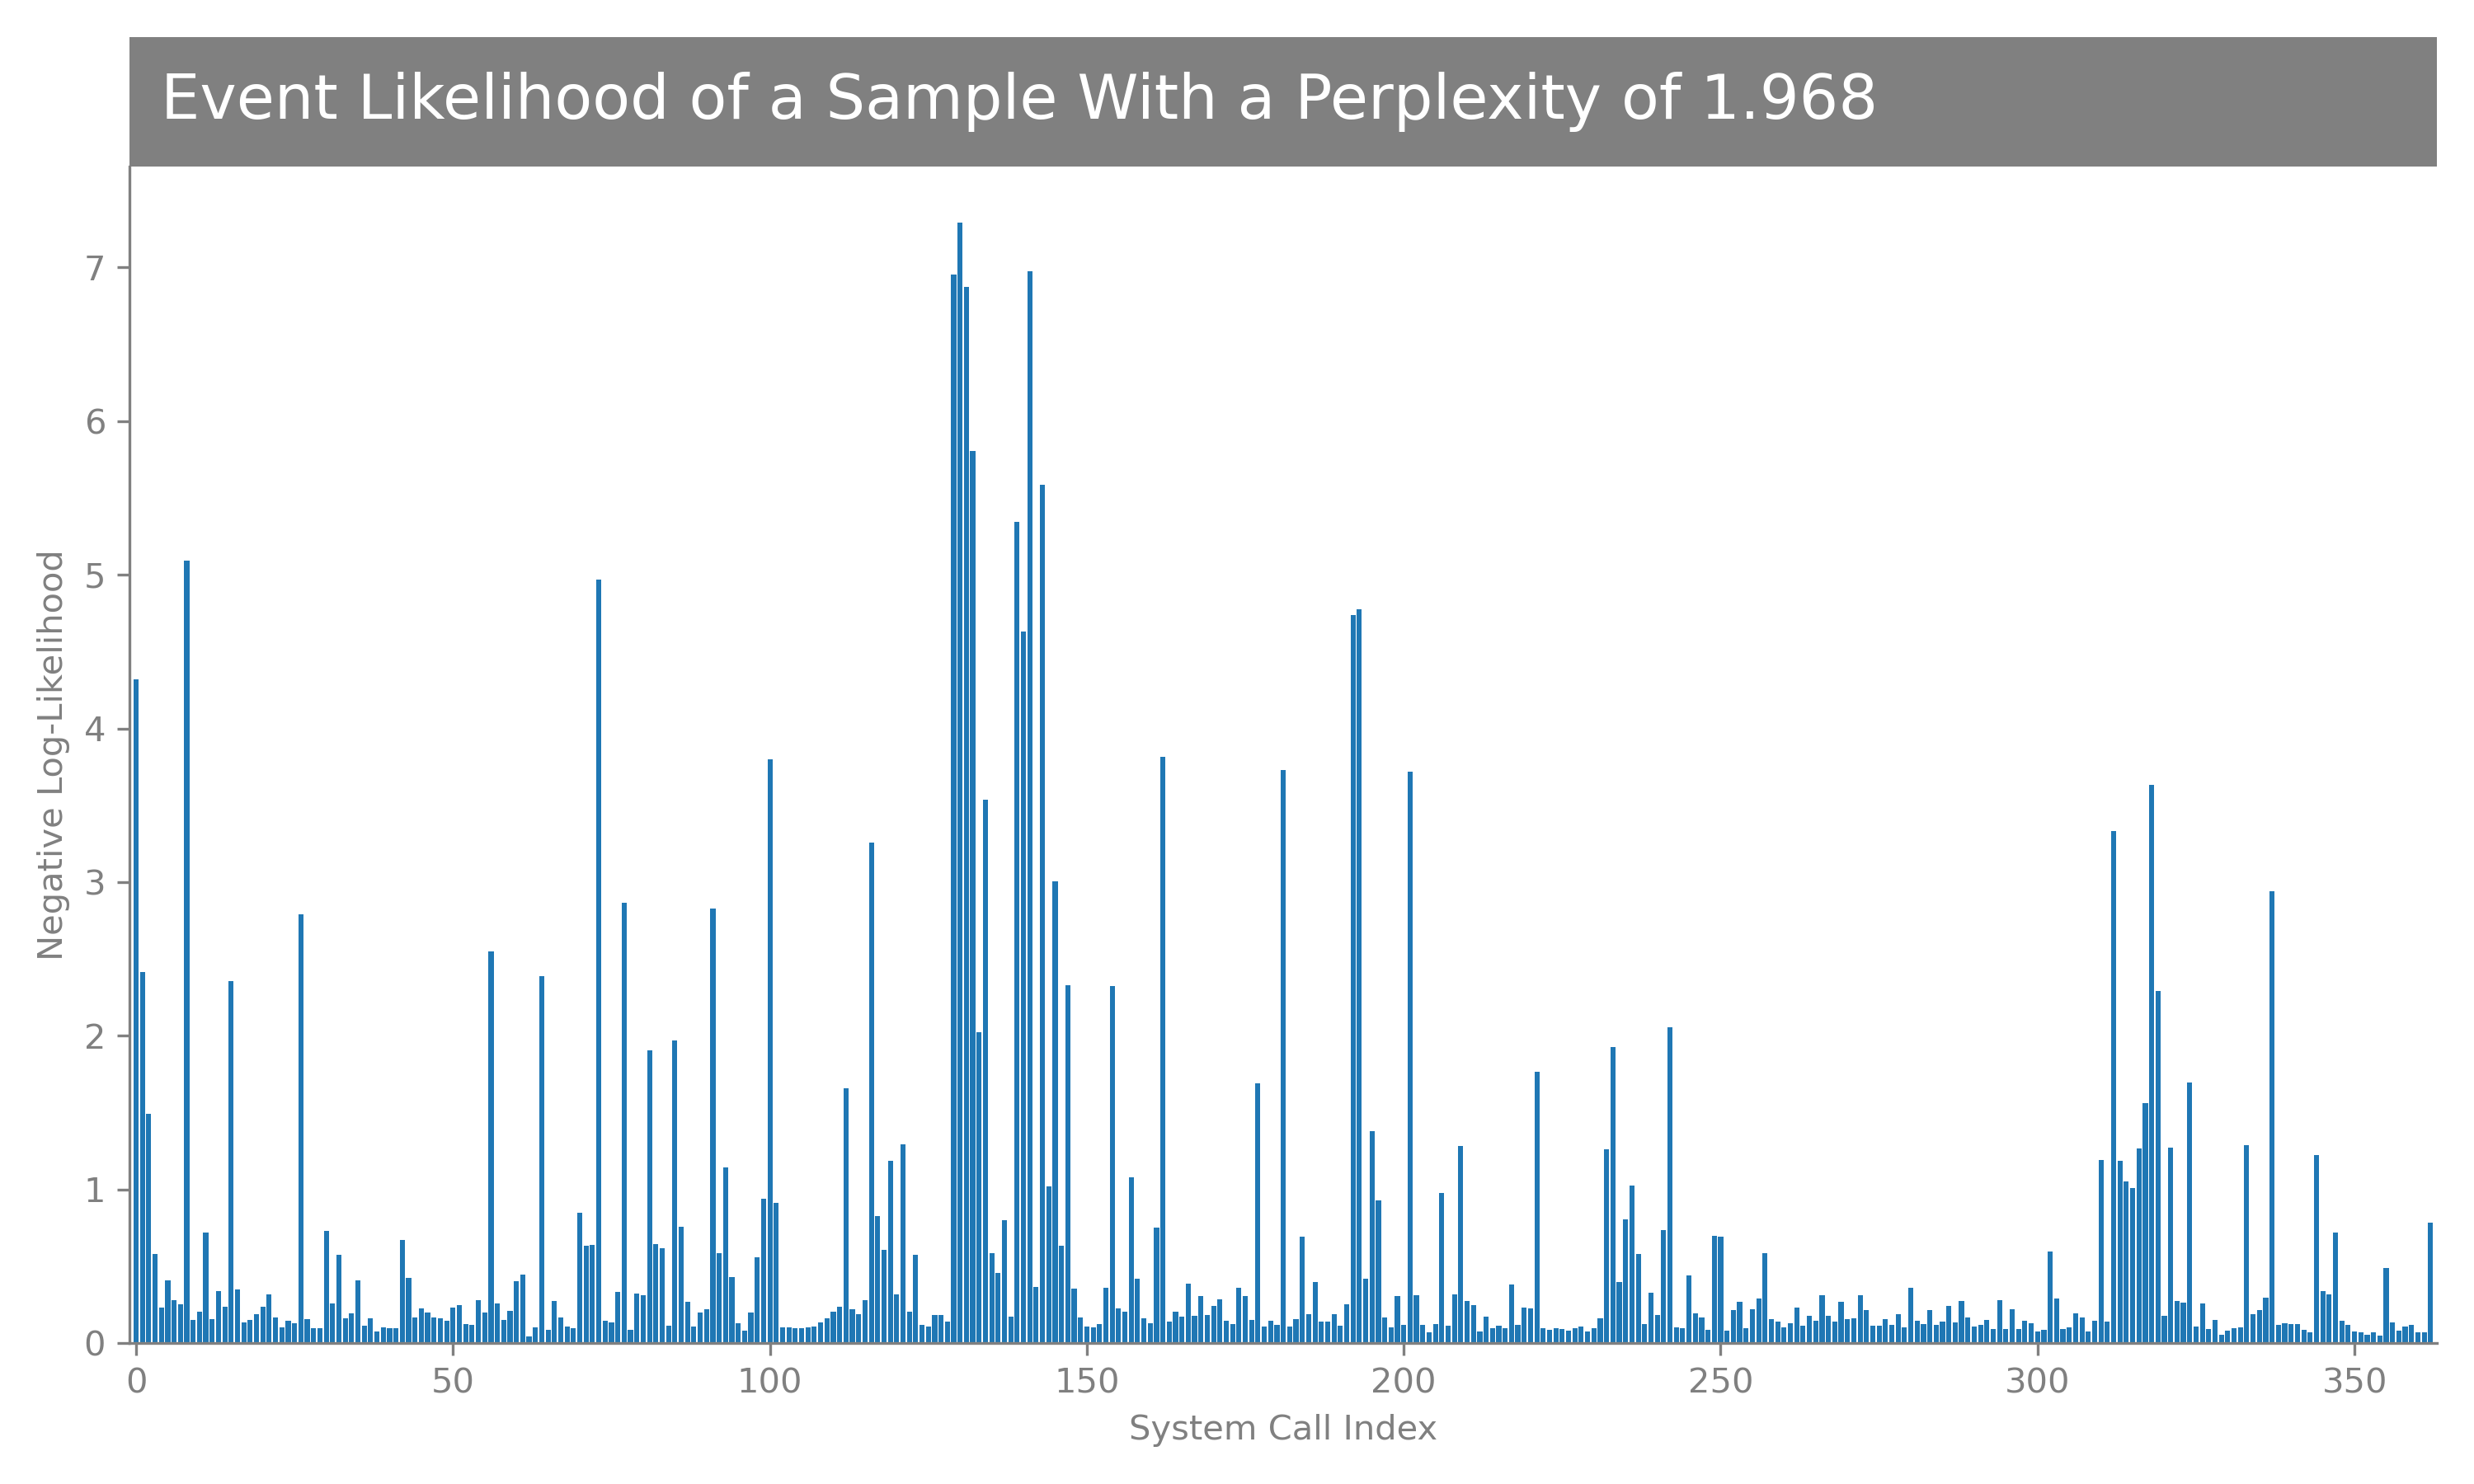 Event Likelihood of a Sample With a Perplexity of 1.968
7
6
5
4
3
2
1
0
Negative Log-Likelihood
0 50 100 150 200 250 300 350
System Call Index